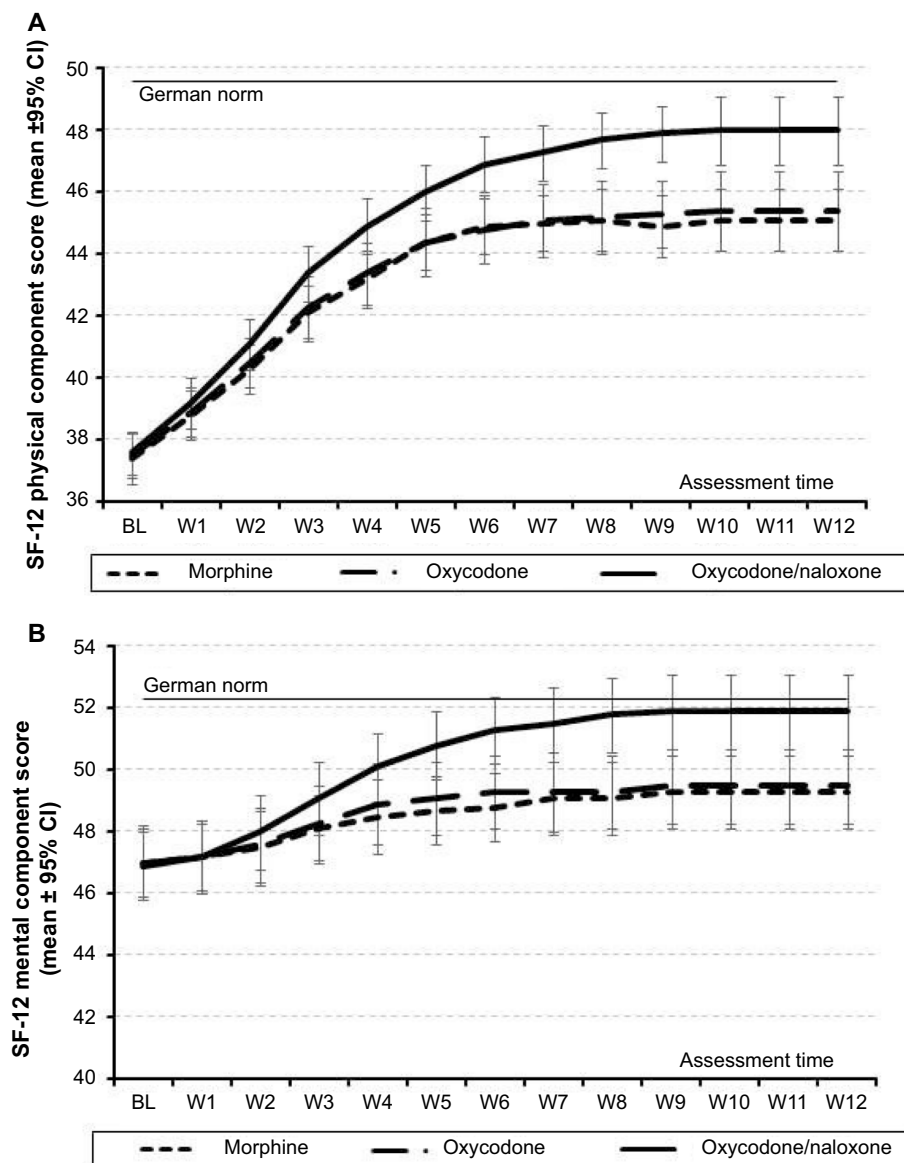 A
SF-12 physical component score (mean ±95% CI)
50
48
46
44
42
40
38
36
German norm
Assessment time
BL W1 W2 W3 W4 W5 W6 W7 W8 W9 W10 W11 W12
Morphine Oxycodone Oxycodone/naloxone
B
SF-12 mental component score
(mean ± 95% CI)
54
52
50
48
46
44
42
40
German norm
Assessment time
BL W1 W2 W3 W4 W5 W6 W7 W8 W9 W10 W11 W12
Morphine Oxycodone Oxycodone/naloxone